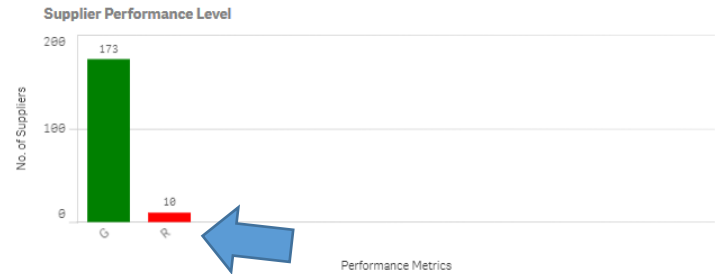 Supplier Performance Level
200
173
No. of Suppliers
100
10
0
G
R
Performance Metrics